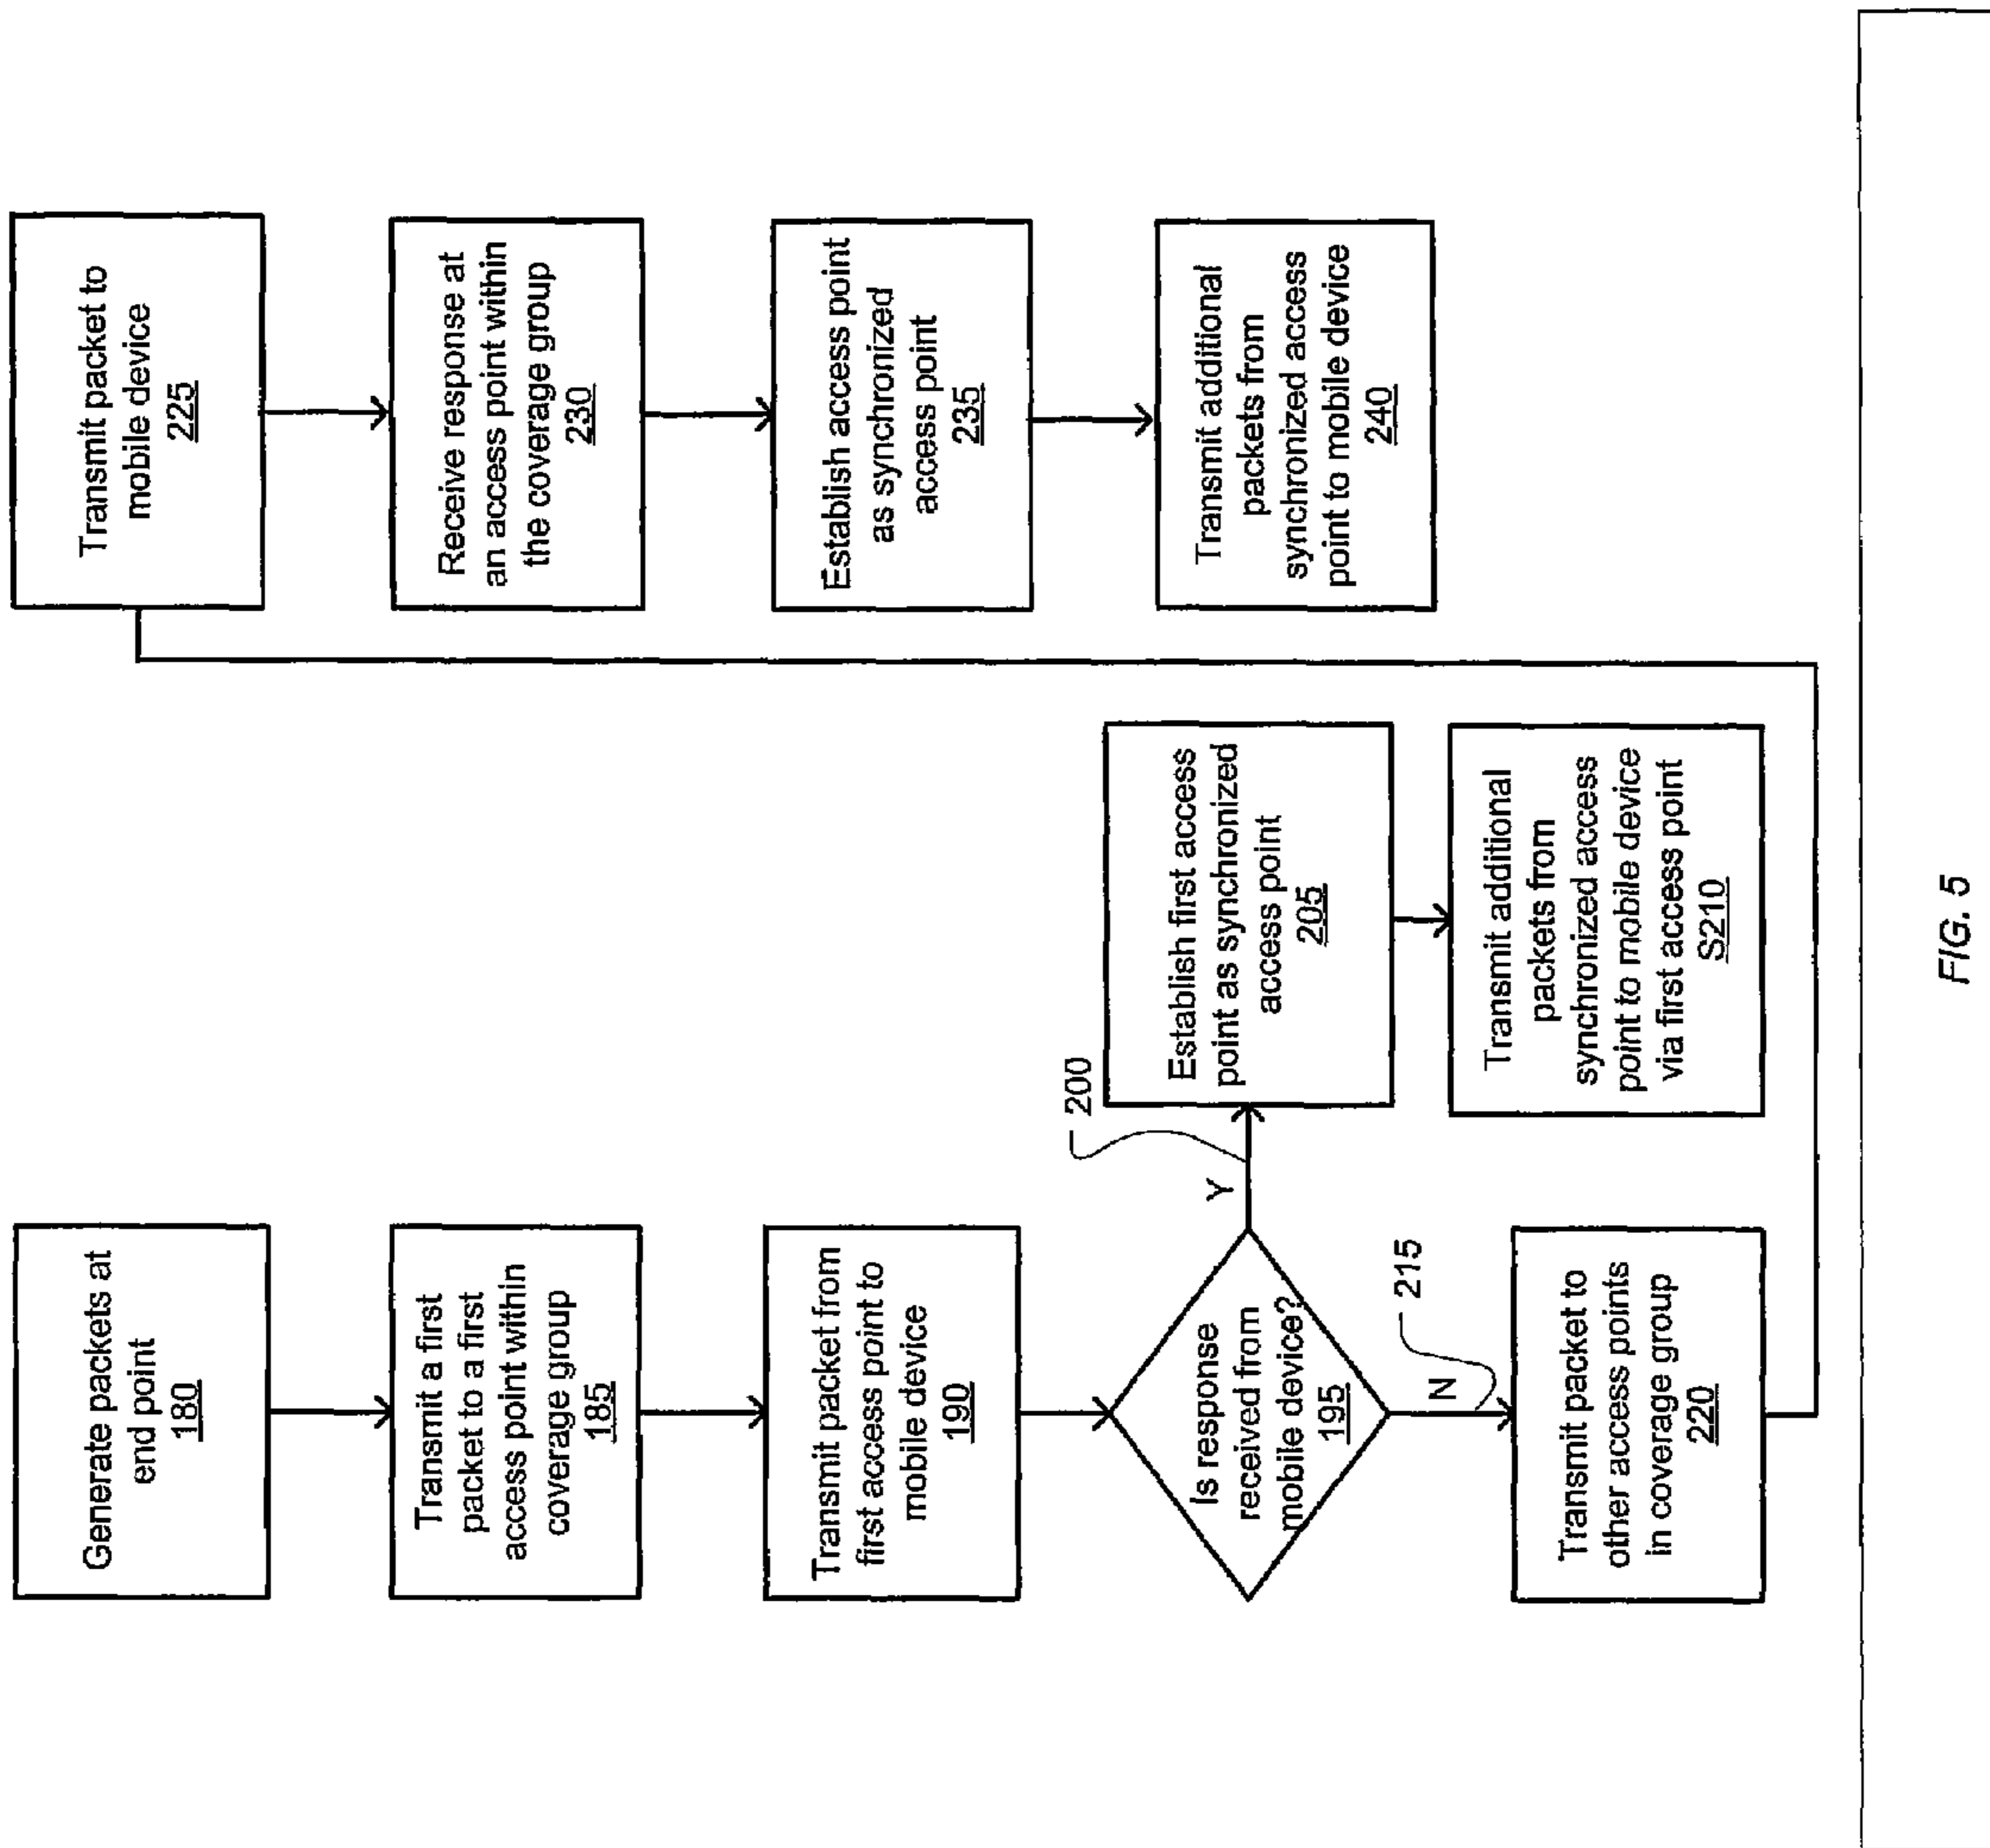 Generate packets at
end point
180
Transmit a first
packet to a first
access point within
coverage group
185
Transmit packet from
first access point to
mobile device
190
Is response
received from
mobile device?
195
Y
200
Establish first access
point as synchronized
access point
205
Transmit additional
packets from
synchronized access
point to mobile device
via first access point
S210
N
215
Transmit packet to
other access points
in coverage group
220
Transmit packet to
mobile device
225
Receive response at
an access point within
the coverage group
230
Establish access point
as synchronized
access point
235
Transmit additional
packets from
synchronized access
point to mobile device
240
FIG. 5